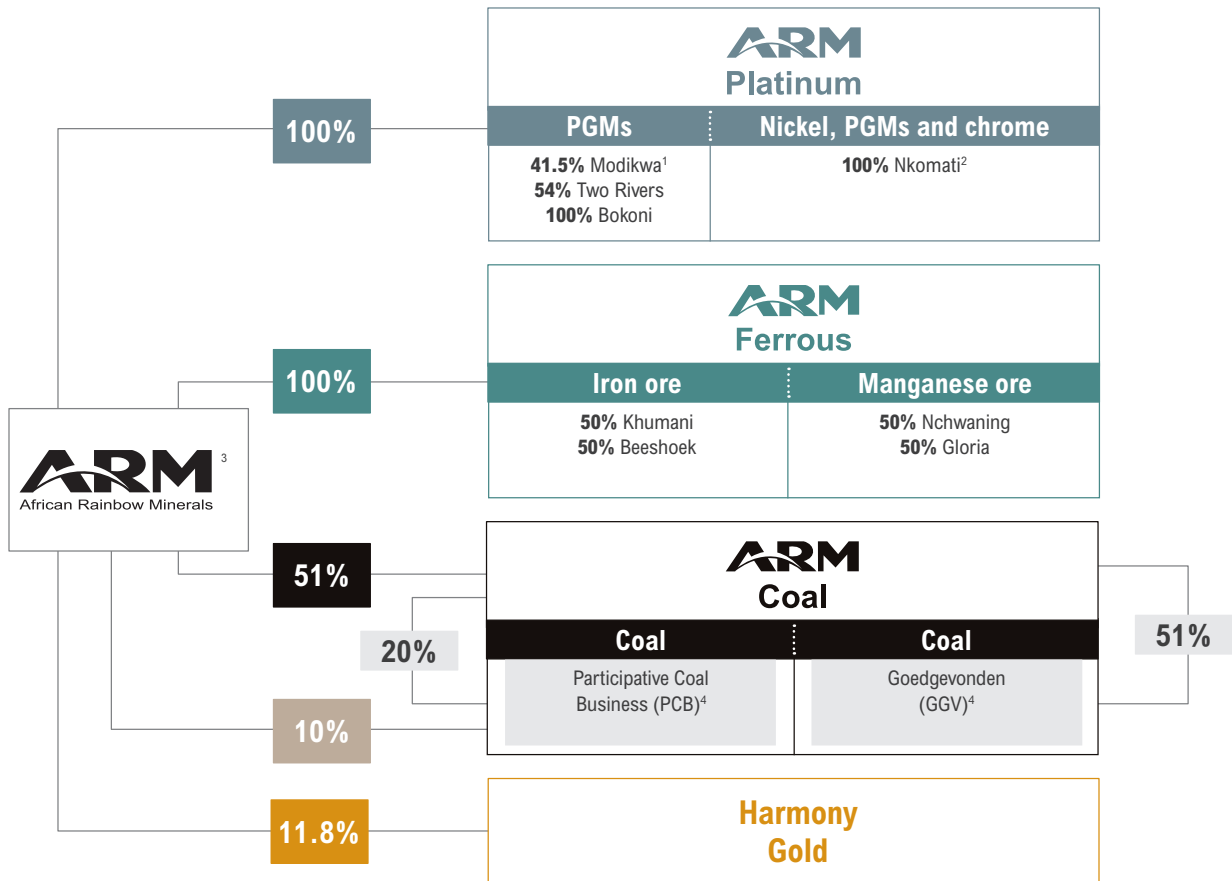 ARM
Platinum
100%
PGMs
Nickel, PGMs and chrome
41.5% Modikwa¹
54% Two Rivers
100% Bokoni
100% Nkomati²
ARM
Ferrous
100%
Iron ore
Manganese ore
50% Khumani
50% Beeshoek
50% Nchwaning
50% Gloria
ARM ³
African Rainbow Minerals
ARM
Coal
51%
20%
51%
Coal
Coal
Participative Coal
Business (PCB)⁴
Goedgevonden
(GGV)⁴
10%
11.8%
Harmony
Gold